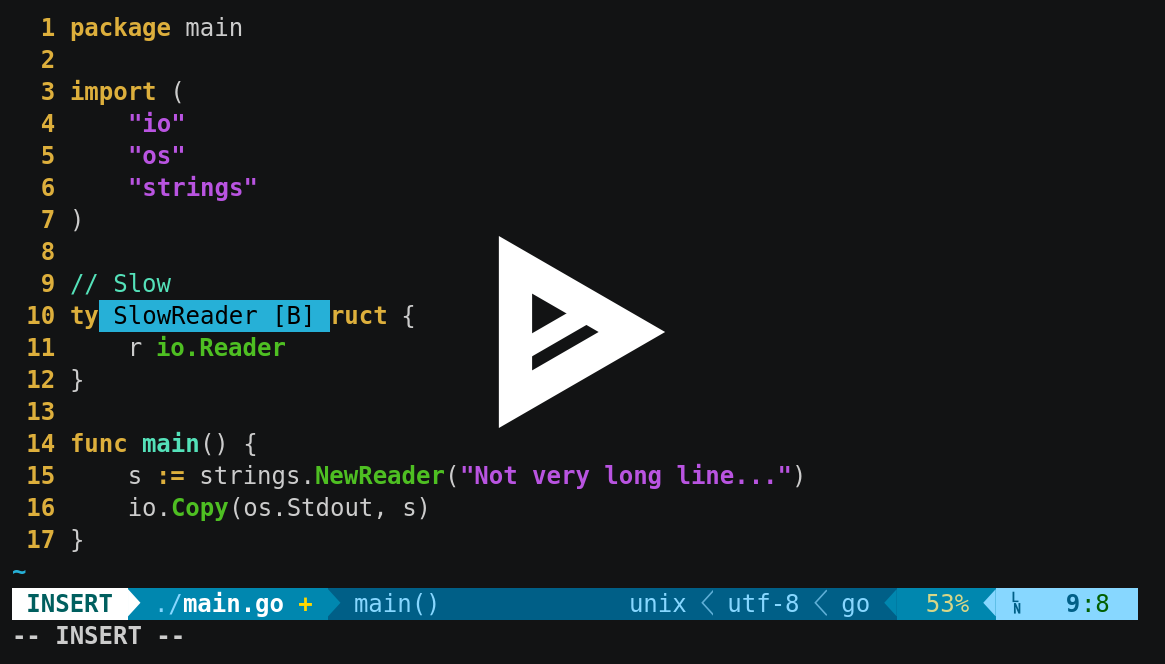 1 package main
2
3 import (
4     "io"
5     "os"
6     "strings"
7 )
8
9 // Slow
10 ty SlowReader [B] ruct {
11     r io.Reader
12 }
13
14 func main() {
15     s := strings.NewReader("Not very long line...")
16     io.Copy(os.Stdout, s)
17 }
~
INSERT ./main.go + main() unix utf-8 go 53% LN 9:8
-- INSERT --